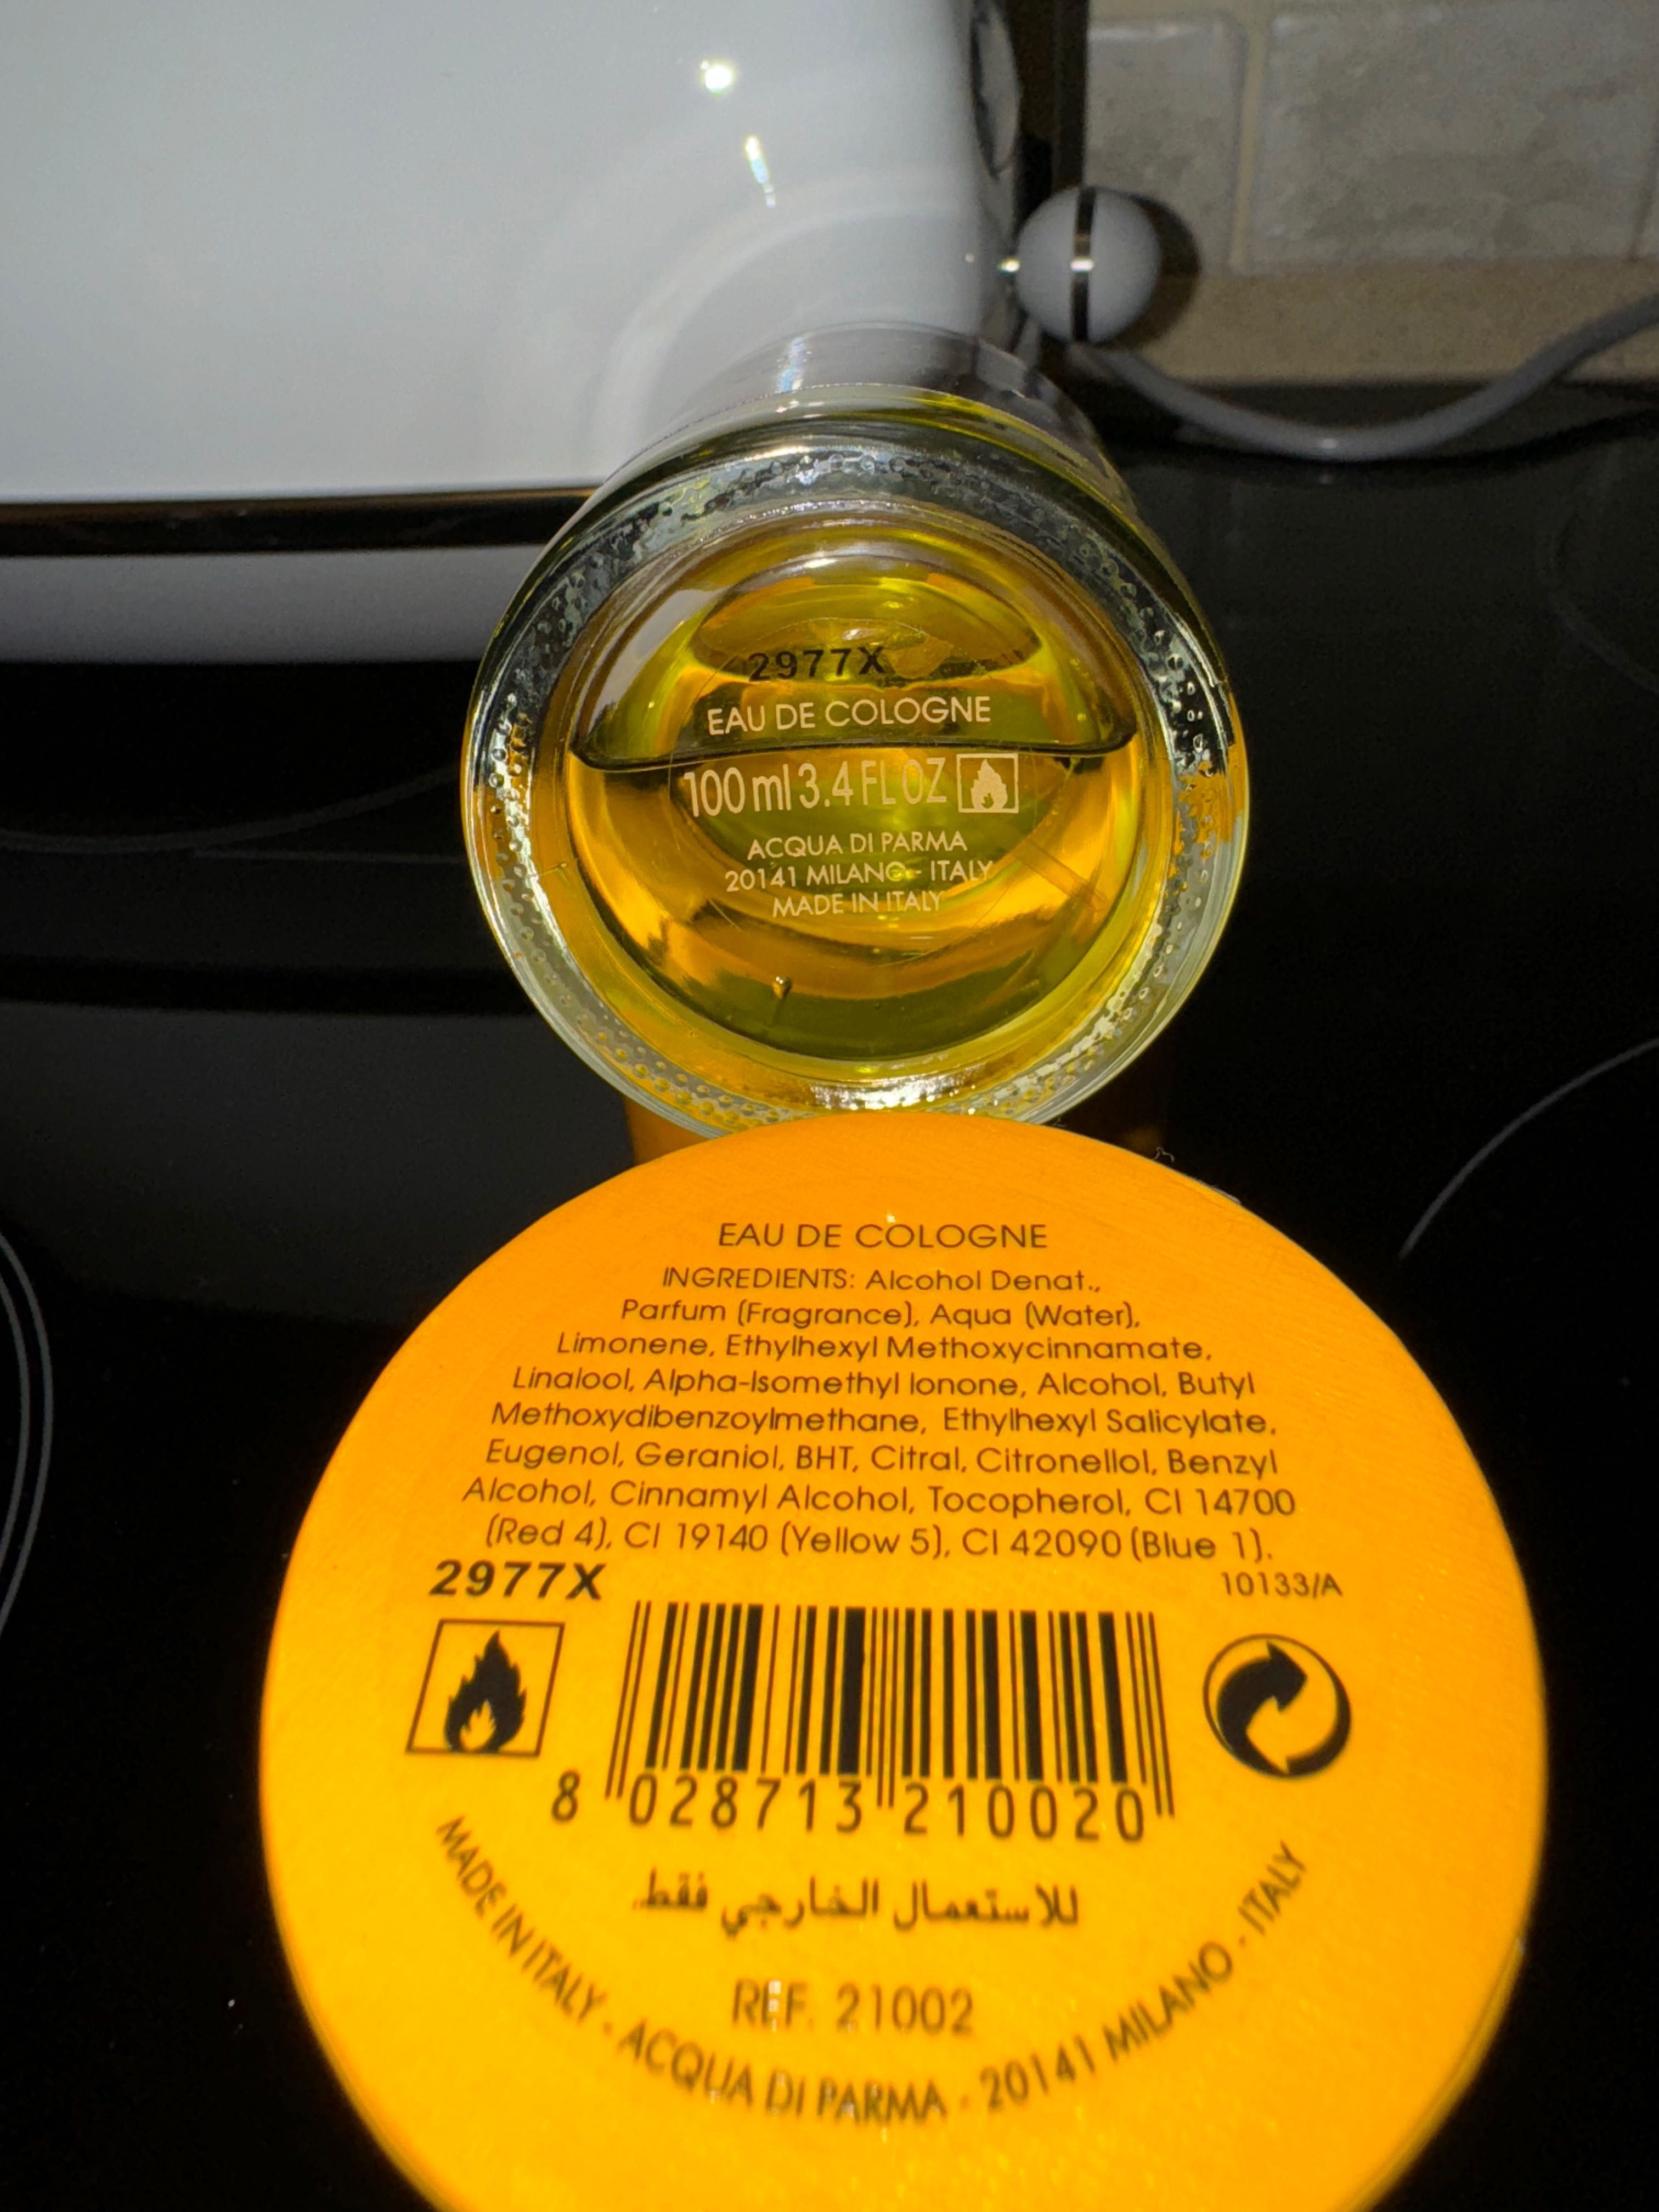 2977X
EAU DE COLOGNE
100 ml 3.4 FL OZ
ACQUA DI PARMA
20141 MILANO - ITALY
MADE IN ITALY
EAU DE COLOGNE
INGREDIENTS: Alcohol Denat.,
Parfum (Fragrance), Aqua (Water),
Limonene, Ethylhexyl Methoxycinnamate,
Linalool, Alpha-Isomethyl Ionone, Alcohol, Butyl
Methoxydibenzoylmethane, Ethylhexyl Salicylate,
Eugenol, Geraniol, BHT, Citral, Citronellol, Benzyl
Alcohol, Cinnamyl Alcohol, Tocopherol, CI 14700
(Red 4), CI 19140 (Yellow 5), CI 42090 (Blue 1).
2977X
10133/A
8 028713 210020
للاستعمال الخارجي فقط.
REF. 21002
MADE IN ITALY - ACQUA DI PARMA - 20141 MILANO - ITALY